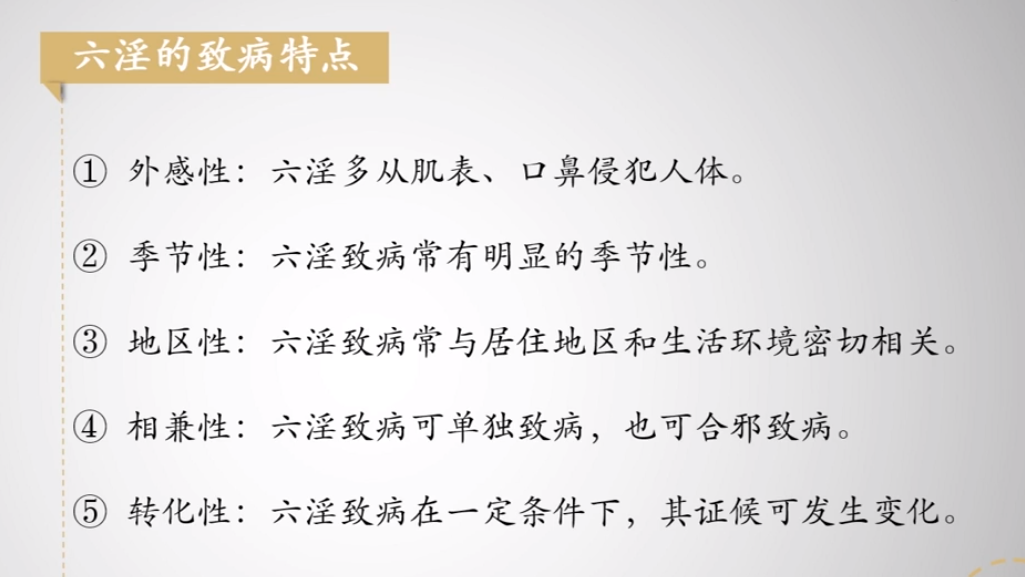 六淫的致病特点
① 外感性：六淫多从肌表、口鼻侵犯人体。
② 季节性：六淫致病常有明显的季节性。
③ 地区性：六淫致病常与居住地区和生活环境密切相关。
④ 相兼性：六淫致病可单独致病，也可合邪致病。
⑤ 转化性：六淫致病在一定条件下，其证候可发生变化。